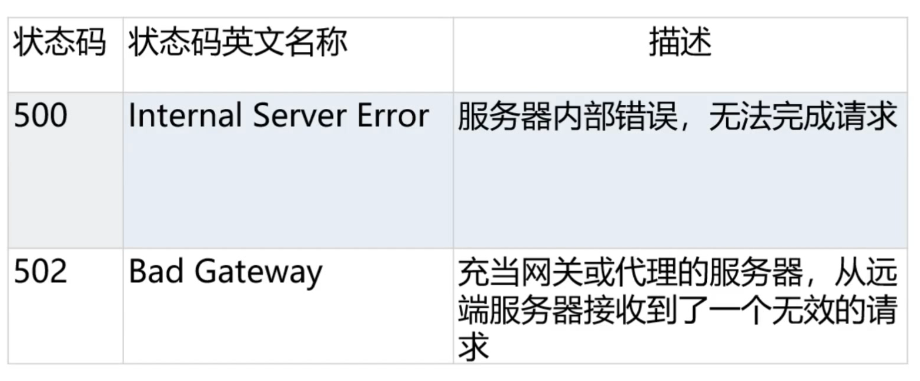 状态码 状态码英文名称 描述
500 Internal Server Error 服务器内部错误，无法完成请求
502 Bad Gateway 充当网关或代理的服务器，从远
端服务器接收到了一个无效的请
求